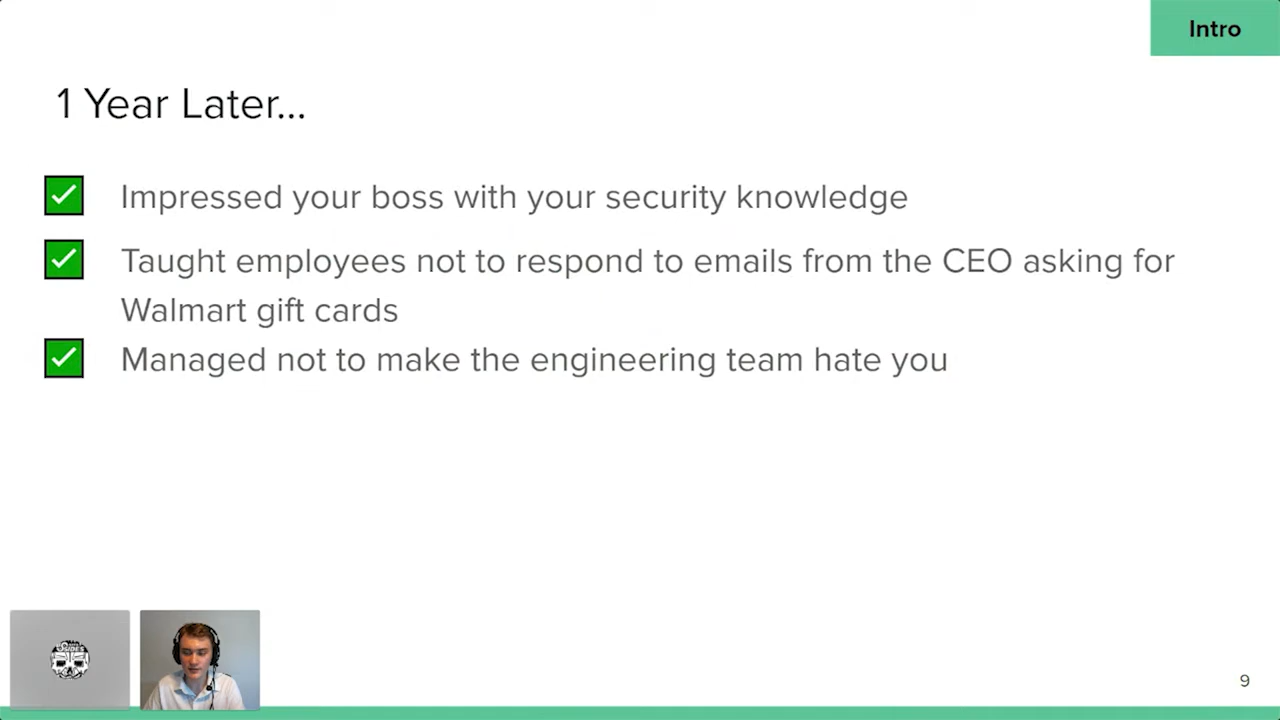 Intro
1 Year Later...
Impressed your boss with your security knowledge
Taught employees not to respond to emails from the CEO asking for
Walmart gift cards
Managed not to make the engineering team hate you
SIDES
9